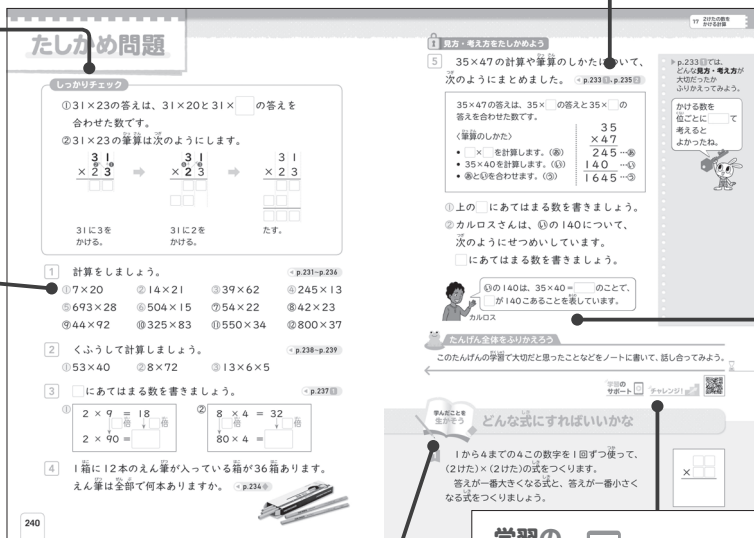 たしかめ問題
しっかりチェック
①31×23の答えは、31×20と31×□の答えを
合わせた数です。
②31×23の筆算は次のようにします。
31 ×23 ⇒ 31 ×23 ⇒ 31 ×23
31に3を かける。
31に2を かける。
たす。
1 計算をしましょう。 p.231~p.236
①7×20 ②14×21 ③39×62 ④245×13
⑤693×28 ⑥504×15 ⑦54×22 ⑧42×23
⑨44×92 ⑩325×83 ⑪550×34 ⑫800×37
2 くふうして計算しましょう。 p.238~p.239
①53×40 ②8×72 ③13×6×5
3 □にあてはまる数を書きましょう。 p.237 1
① 2 × 9 = 18
□倍 □倍
2 × 90 = □
② 8 × 4 = 32
□倍 □倍
80 × 4 = □
4 1箱に12本のえん筆が入っている箱が36箱あります。
えん筆は全部で何本ありますか。 p.234
240
17 2けたの数を かける計算
見方・考え方をたしかめよう
5 35×47の計算や筆算のしかたについて、
次のようにまとめました。 p.233 1、p.235 2
35×47の答えは、35×□の答えと35×□の
答えを合わせた数です。
〈筆算のしかた〉
• □×□を計算します。(あ)
• 35×40を計算します。(い)
• あといを合わせます。(う)
35
×47
245…あ
140 …い
1645…う
①上の□にあてはまる数を書きましょう。
②カルロスさんは、いの140について、
次のようにせつめいしています。
□にあてはまる数を書きましょう。
いの140は、35×40=□のことで、
□が140こあることを表しています。
カルロス
p.233 1では、
どんな見方・考え方が
大切だったか
ふりかえってみよう。
かける数を
位ごとに□て
考えると
よかったね。
たんげん全体をふりかえろう
このたんげんの学習で大切だと思ったことなどをノートに書いて、話し合ってみよう。
学習の サポート チャレンジ!
学んだことを 生かそう
どんな式にすればいいかな
1から4までの4この数字を1回ずつ使って、
(2けた)×(2けた)の式をつくります。
答えが一番大きくなる式と、答えが一番小さく
なる式をつくりましょう。
×
学習の